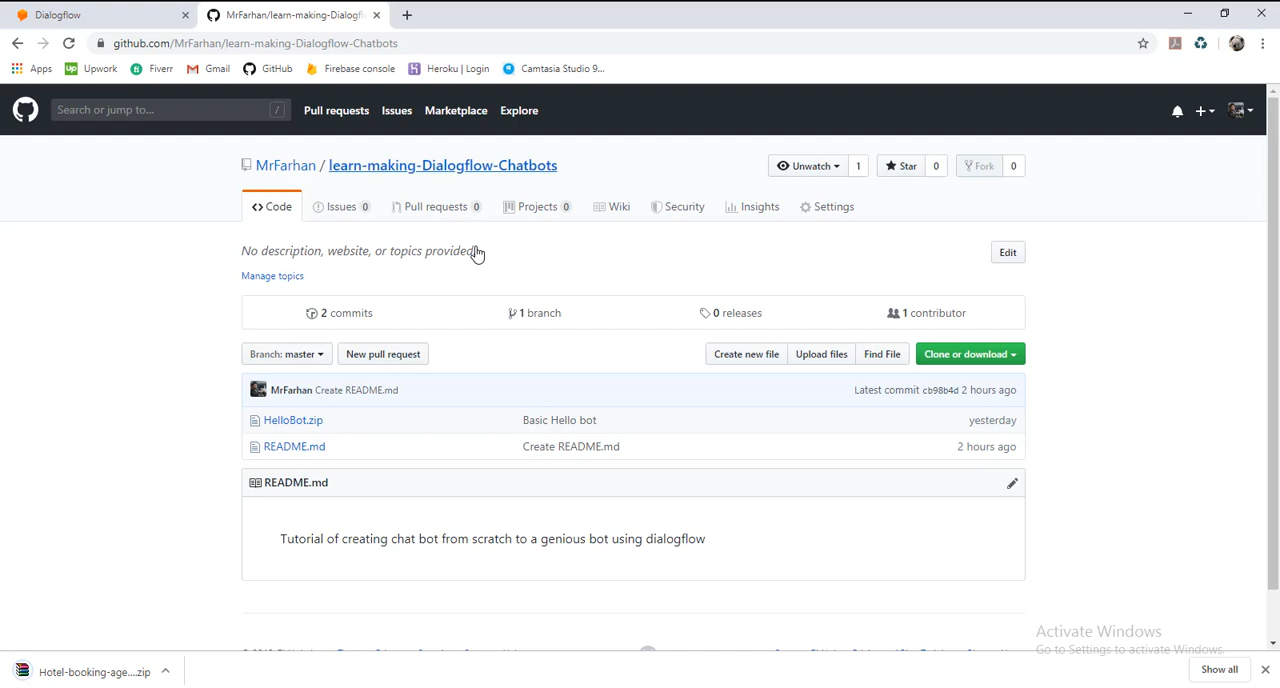 Dialogflow
MrFarhan/learn-making-Dialogfl
github.com/MrFarhan/learn-making-Dialogflow-Chatbots
Apps Upwork Fiverr Gmail GitHub Firebase console Heroku | Login Camtasia Studio 9...
Search or jump to... / Pull requests Issues Marketplace Explore
MrFarhan / learn-making-Dialogflow-Chatbots Unwatch 1 Star 0 Fork 0
Code Issues 0 Pull requests 0 Projects 0 Wiki Security Insights Settings
No description, website, or topics provided. Edit
Manage topics
2 commits 1 branch 0 releases 1 contributor
Branch: master New pull request Create new file Upload files Find File Clone or download
MrFarhan Create README.md Latest commit cb98b4d 2 hours ago
HelloBot.zip Basic Hello bot yesterday
README.md Create README.md 2 hours ago
README.md
Tutorial of creating chat bot from scratch to a genious bot using dialogflow
Activate Windows
Go to Settings to activate Windows.
Hotel-booking-age....zip Show all